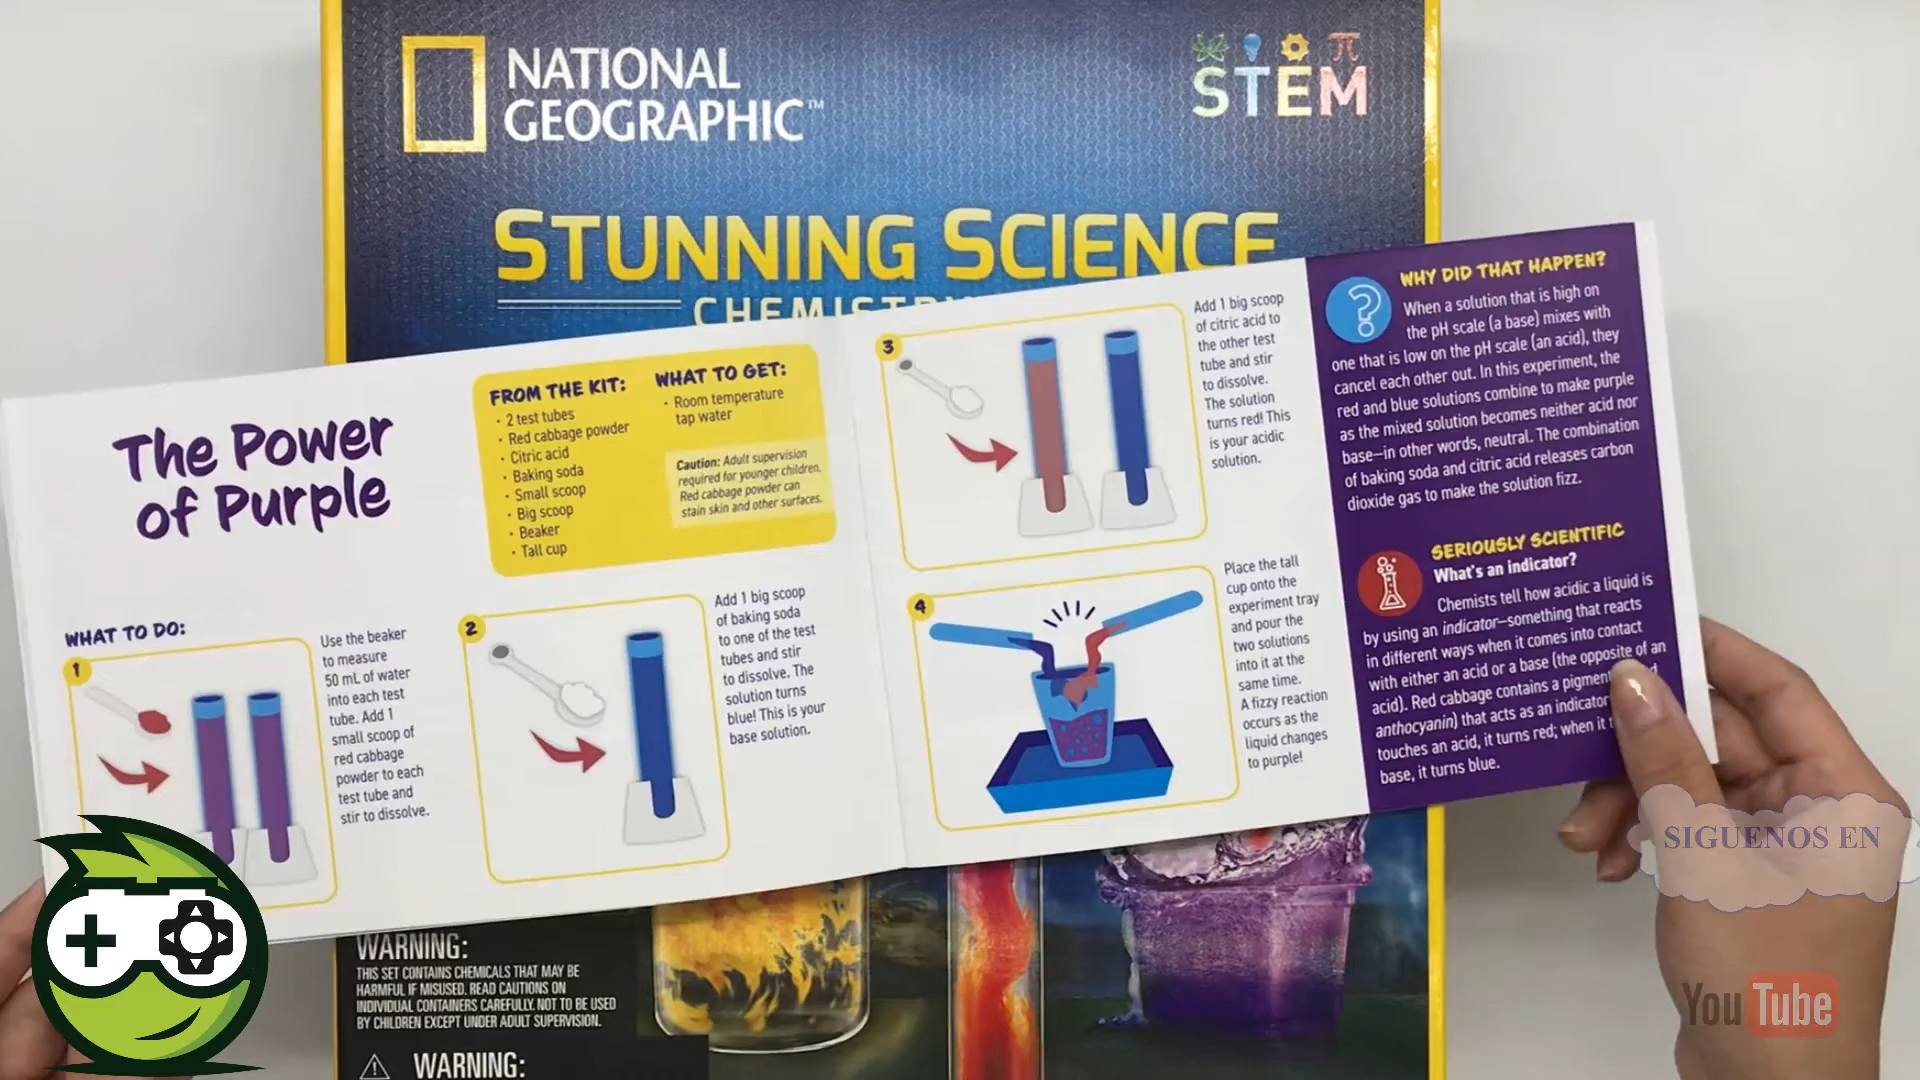 NATIONAL
GEOGRAPHIC™
STEM
STUNNING SCIENCE
The Power
of Purple
FROM THE KIT:
· 2 test tubes
· Red cabbage powder
· Citric acid
· Baking soda
· Small scoop
· Big scoop
· Beaker
· Tall cup
WHAT TO GET:
· Room temperature
tap water
Caution: Adult supervision
required for younger children.
Red cabbage powder can
stain skin and other surfaces.
WHAT TO DO:
1
Use the beaker
to measure
50 mL of water
into each test
tube. Add 1
small scoop of
red cabbage
powder to each
test tube and
stir to dissolve.
2
Add 1 big scoop
of baking soda
to one of the test
tubes and stir
to dissolve. The
solution turns
blue! This is your
base solution.
3
Add 1 big scoop
of citric acid to
the other test
tube and stir
to dissolve.
The solution
turns red! This
is your acidic
solution.
4
Place the tall
cup onto the
experiment tray
and pour the
two solutions
into it at the
same time.
A fizzy reaction
occurs as the
liquid changes
to purple!
WHY DID THAT HAPPEN?
When a solution that is high on
the pH scale (a base) mixes with
one that is low on the pH scale (an acid), they
cancel each other out. In this experiment, the
red and blue solutions combine to make purple
as the mixed solution becomes neither acid nor
base—in other words, neutral. The combination
of baking soda and citric acid releases carbon
dioxide gas to make the solution fizz.
SERIOUSLY SCIENTIFIC
What's an indicator?
Chemists tell how acidic a liquid is
by using an indicator—something that reacts
in different ways when it comes into contact
with either an acid or a base (the opposite of an
acid). Red cabbage contains a pigment
anthocyanin) that acts as an indicator
touches an acid, it turns red; when it
base, it turns blue.
WARNING:
THIS SET CONTAINS CHEMICALS THAT MAY BE
HARMFUL IF MISUSED. READ CAUTIONS ON
INDIVIDUAL CONTAINERS CAREFULLY. NOT TO BE USED
BY CHILDREN EXCEPT UNDER ADULT SUPERVISION.
WARNING:
SIGUENOS EN
YouTube